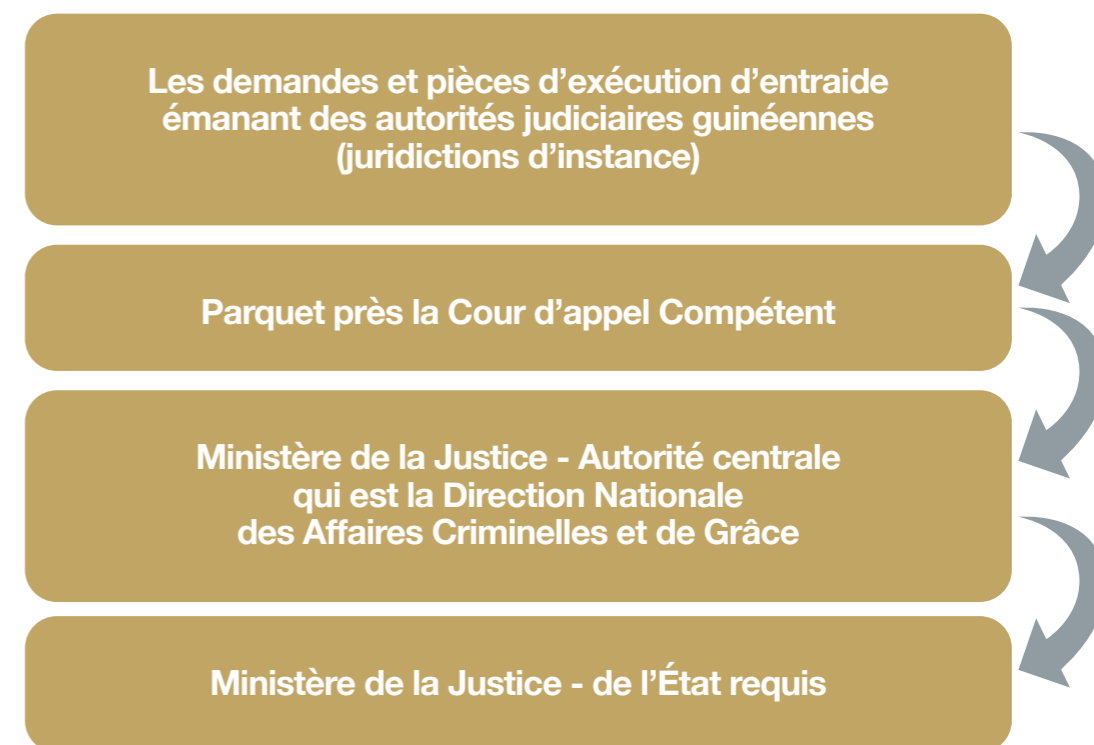 Les demandes et pièces d’exécution d’entraide
émanant des autorités judiciaires guinéennes
(juridictions d’instance)
Parquet près la Cour d’appel Compétent
Ministère de la Justice - Autorité centrale
qui est la Direction Nationale
des Affaires Criminelles et de Grâce
Ministère de la Justice - de l’État requis